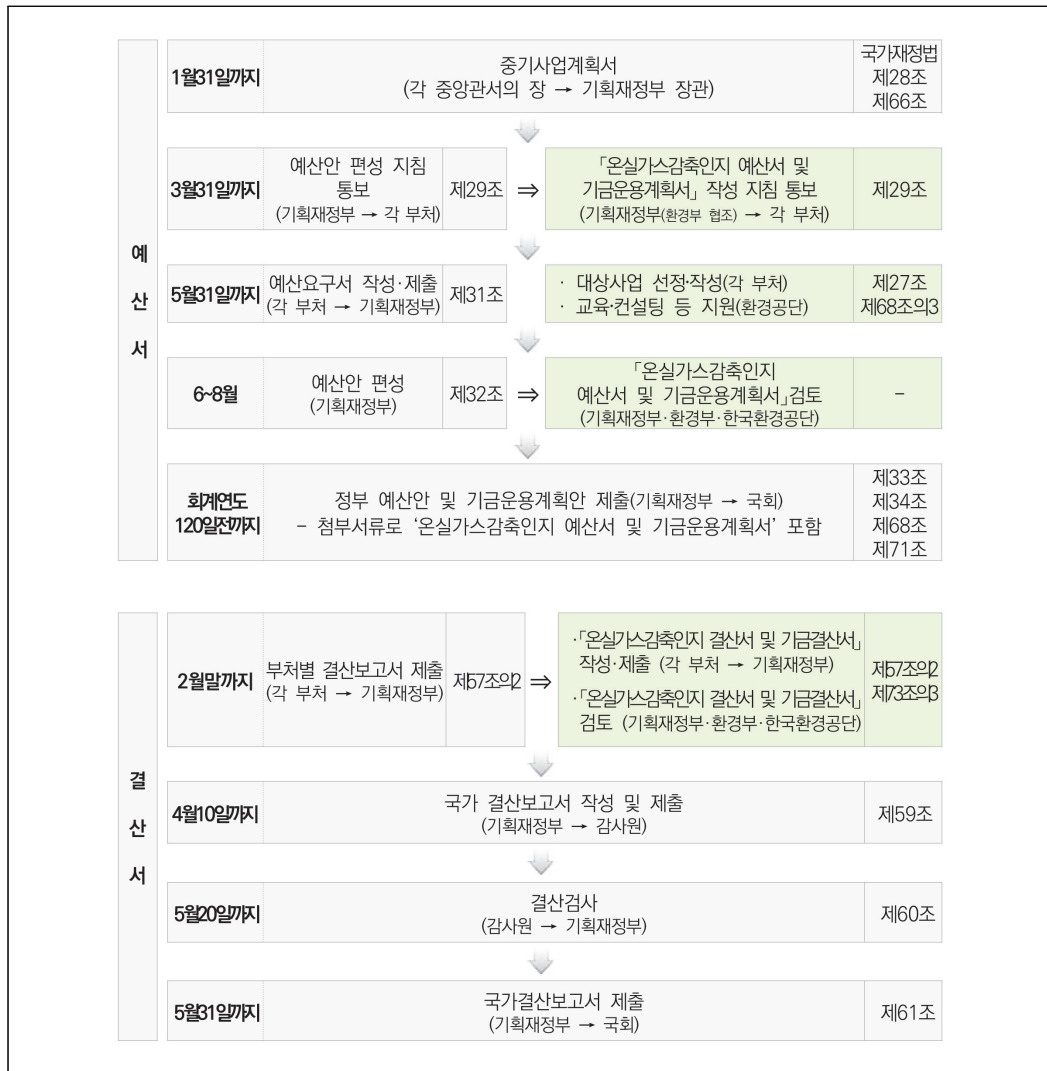 예
산
서
1월31일까지
중기사업계획서
(각 중앙관서의 장 → 기획재정부 장관)
국가재정법
제28조
제66조
3월31일까지
예산안 편성 지침
통보
(기획재정부 → 각 부처)
제29조
⇒
「온실가스감축인지 예산서 및
기금운용계획서」 작성 지침 통보
(기획재정부(환경부 협조) → 각 부처)
제29조
5월31일까지
예산요구서 작성·제출
(각 부처 → 기획재정부)
제31조
· 대상사업 선정·작성(각 부처)
· 교육·컨설팅 등 지원(환경공단)
제27조
제68조의3
6~8월
예산안 편성
(기획재정부)
제32조
⇒
「온실가스감축인지
예산서 및 기금운용계획서」검토
(기획재정부·환경부·한국환경공단)
-
회계연도
120일전까지
정부 예산안 및 기금운용계획안 제출(기획재정부 → 국회)
- 첨부서류로 '온실가스감축인지 예산서 및 기금운용계획서' 포함
제33조
제34조
제68조
제71조
결
산
서
2월말까지
부처별 결산보고서 제출
(각 부처 → 기획재정부)
제57조의2
⇒
·「온실가스감축인지 결산서 및 기금결산서」
작성·제출 (각 부처 → 기획재정부)
·「온실가스감축인지 결산서 및 기금결산서」
검토 (기획재정부·환경부·한국환경공단)
제57조의2
제73조의3
4월10일까지
국가 결산보고서 작성 및 제출
(기획재정부 → 감사원)
제59조
5월20일까지
결산검사
(감사원 → 기획재정부)
제60조
5월31일까지
국가결산보고서 제출
(기획재정부 → 국회)
제61조